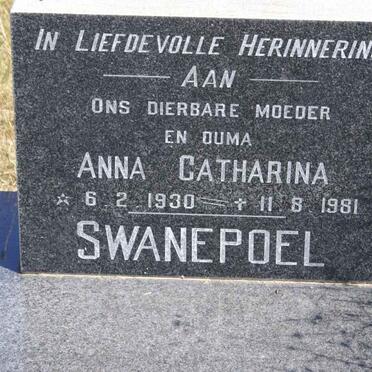 IN LIEFDEVOLLE HERINNERIN
AAN
ONS DIERBARE MOEDER
EN OUMA
ANNA CATHARINA
☆ 6. 2. 1930 = + 11. 8. 1981
SWANEPOEL